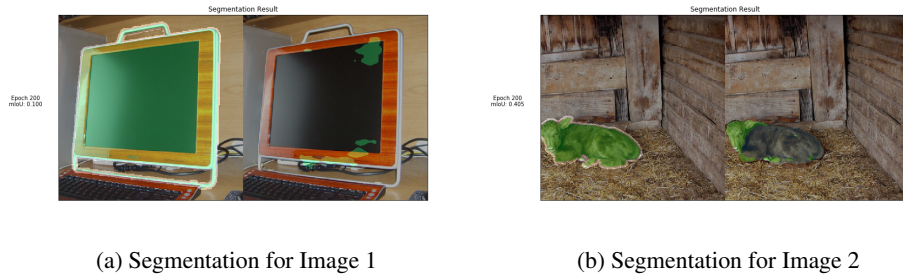 Segmentation Result
Epoch 200
mIoU: 0.100
(a) Segmentation for Image 1
Segmentation Result
Epoch 200
mIoU: 0.405
(b) Segmentation for Image 2